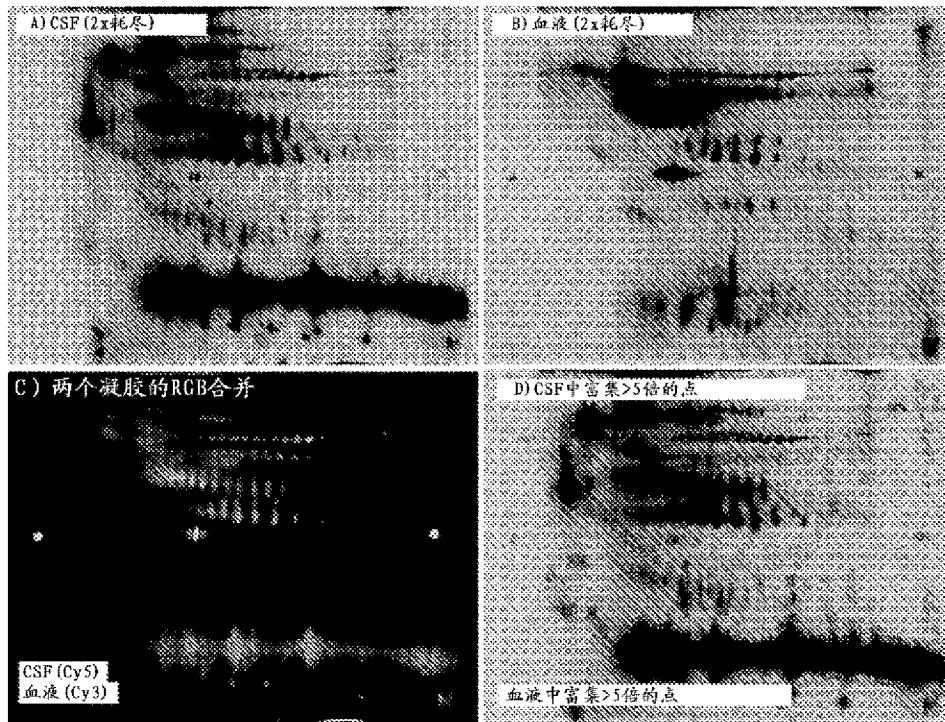 A)CSF(2x耗尽)
B)血液(2x耗尽)
C)两个凝胶的RGB合并
CSF(Cy5)
血液(Cy3)
D)CSF中富集>5倍的点
血液中富集>5倍的点